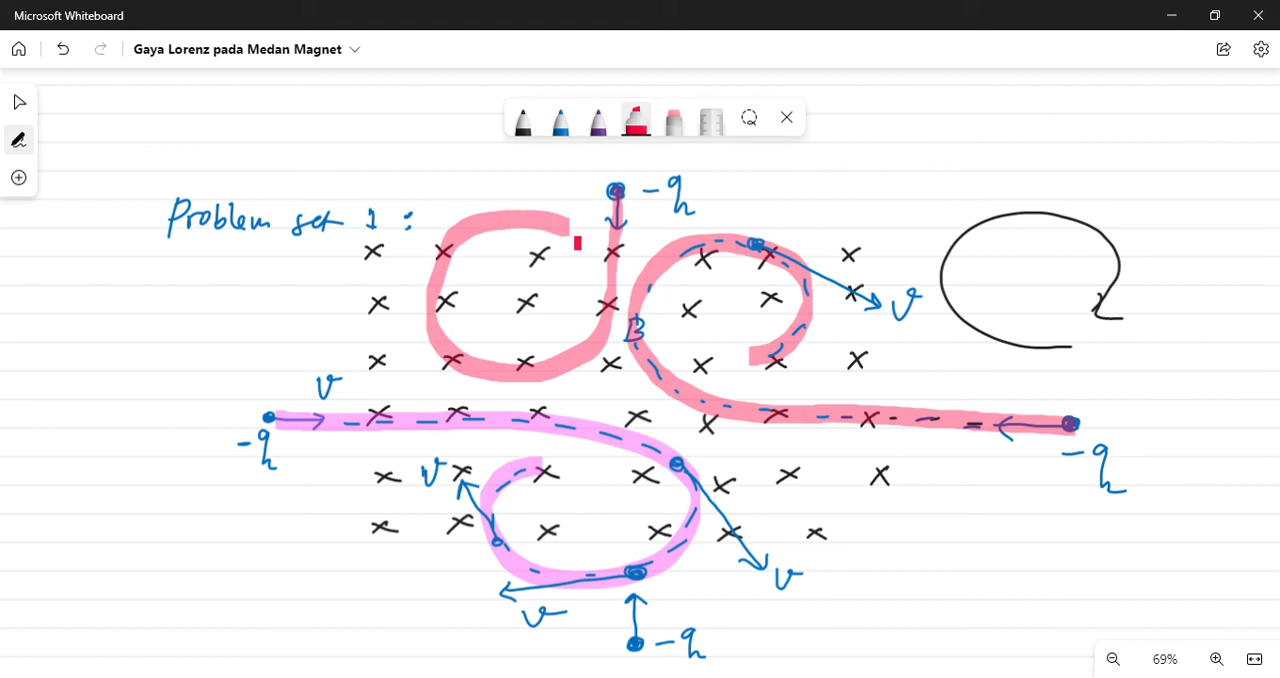 Microsoft Whiteboard
Gaya Lorenz pada Medan Magnet
- q
Problem set 1 :
x x x x x x x
x x x x x x x
v
B
x x x x x x x
v
x x x x x x x
- q
- q
v
x x x x x x x
x x x x x x
v
v
- q
69%